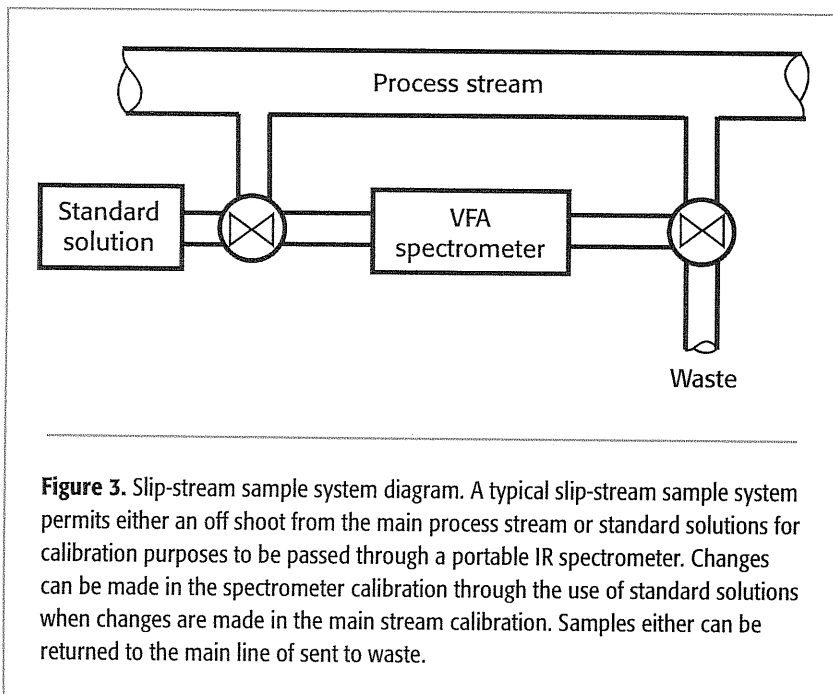 Process stream
Standard
solution
VFA
spectrometer
Waste
Figure 3. Slip-stream sample system diagram. A typical slip-stream sample system
permits either an off shoot from the main process stream or standard solutions for
calibration purposes to be passed through a portable IR spectrometer. Changes
can be made in the spectrometer calibration through the use of standard solutions
when changes are made in the main stream calibration. Samples either can be
returned to the main line of sent to waste.